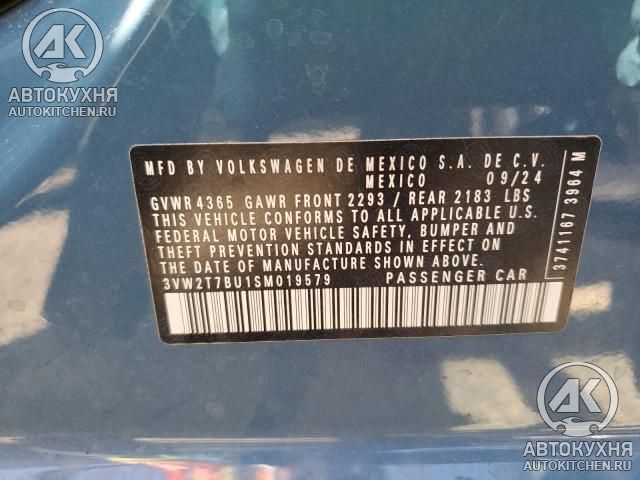 AK
АВТОКУХНЯ
AUTOKITCHEN.RU
MFD BY VOLKSWAGEN DE MEXICO S.A. DE C.V.
MEXICO 09/24
GVWR 4365 GAWR FRONT 2293 / REAR 2183 LBS
THIS VEHICLE CONFORMS TO ALL APPLICABLE U.S.
FEDERAL MOTOR VEHICLE SAFETY, BUMPER AND
THEFT PREVENTION STANDARDS IN EFFECT ON
THE DATE OF MANUFACTURE SHOWN ABOVE.
3VW2T7BU1SM019579 PASSENGER CAR
3741167 3964 M
AK
АВТОКУХНЯ
AUTOKITCHEN.RU